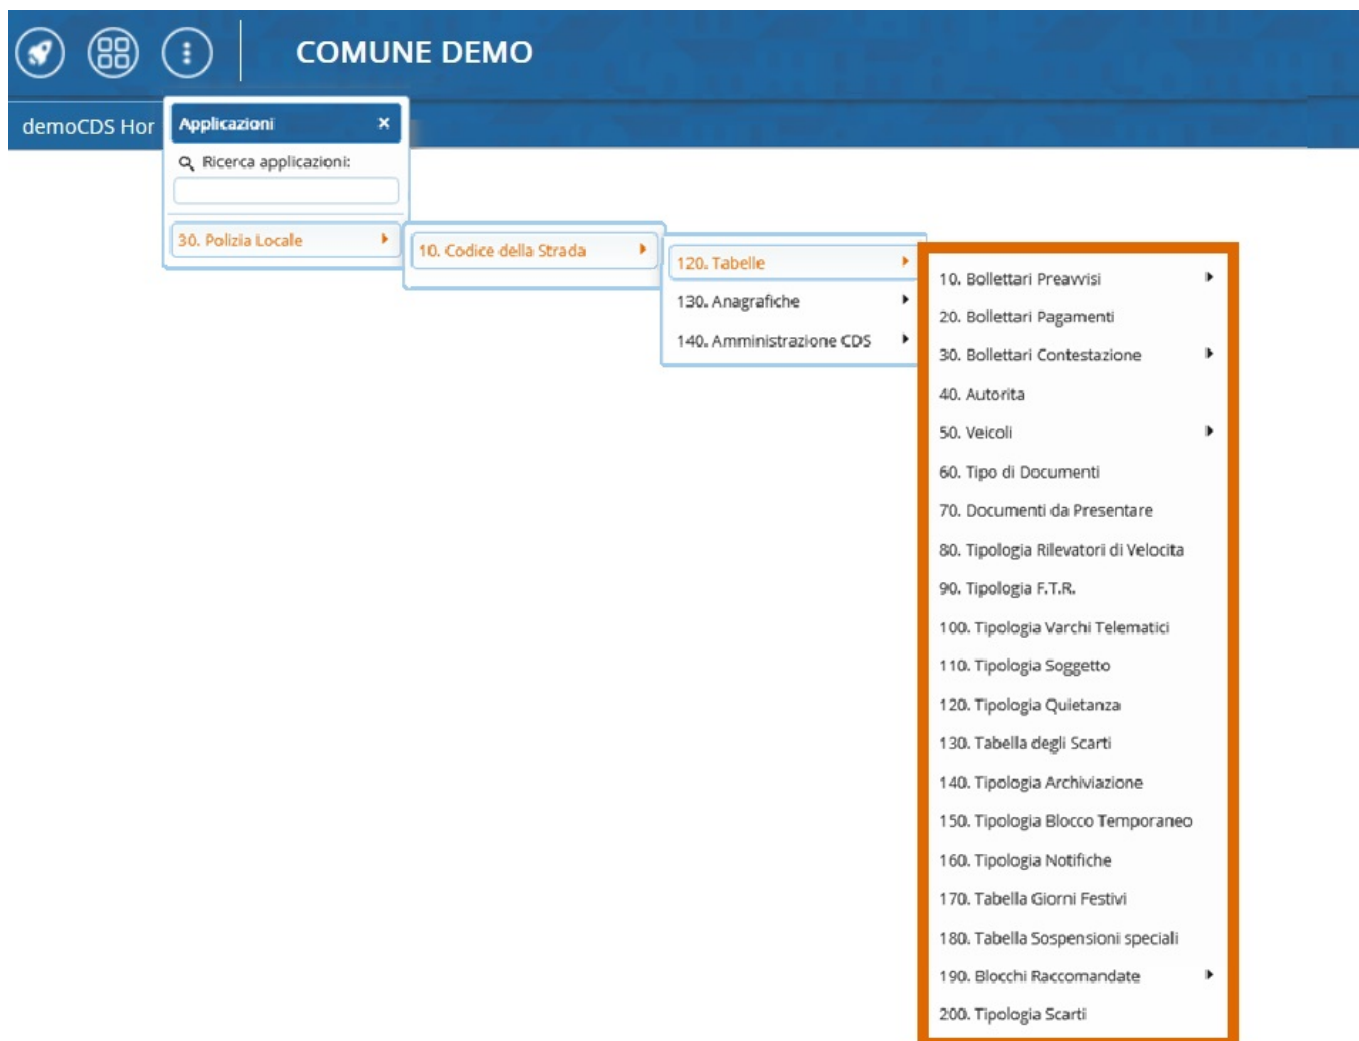 COMUNE DEMO
demoCDS Hor
Applicazioni
Ricerca applicazioni:
30. Polizia Locale
10. Codice della Strada
120. Tabelle
130. Anagrafiche
140. Amministrazione CDS
10. Bollettari Preavvisi
20. Bollettari Pagamenti
30. Bollettari Contestazione
40. Autorita
50. Veicoli
60. Tipo di Documenti
70. Documenti da Presentare
80. Tipologia Rilevatori di Velocita
90. Tipologia F.T.R.
100. Tipologia Varchi Telematici
110. Tipologia Soggetto
120. Tipologia Quietanza
130. Tabella degli Scarti
140. Tipologia Archiviazione
150. Tipologia Blocco Temporaneo
160. Tipologia Notifiche
170. Tabella Giorni Festivi
180. Tabella Sospensioni speciali
190. Blocchi Raccomandate
200. Tipologia Scarti